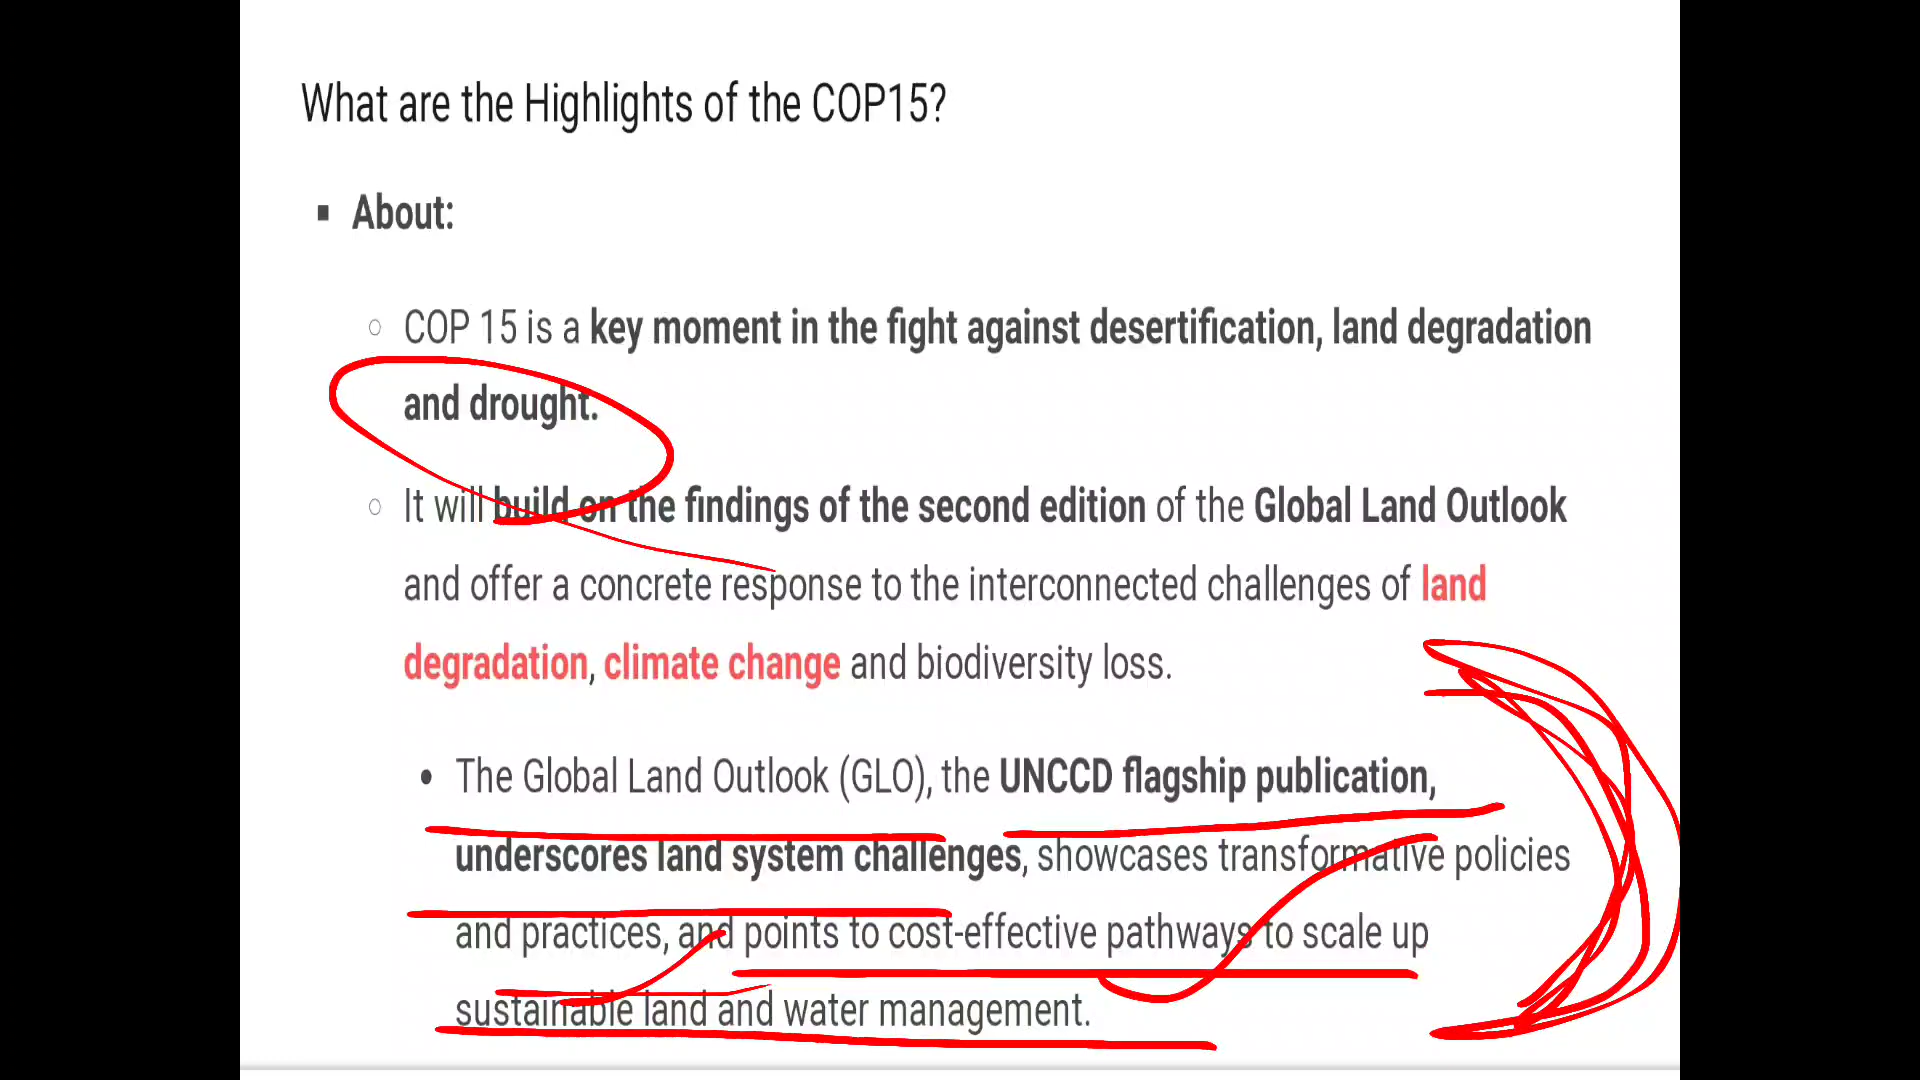 What are the Highlights of the COP15?
▪ About:
○ COP 15 is a key moment in the fight against desertification, land degradation
and drought.
○ It will build on the findings of the second edition of the Global Land Outlook
and offer a concrete response to the interconnected challenges of land
degradation, climate change and biodiversity loss.
• The Global Land Outlook (GLO), the UNCCD flagship publication,
underscores land system challenges, showcases transformative policies
and practices, and points to cost-effective pathways to scale up
sustainable land and water management.